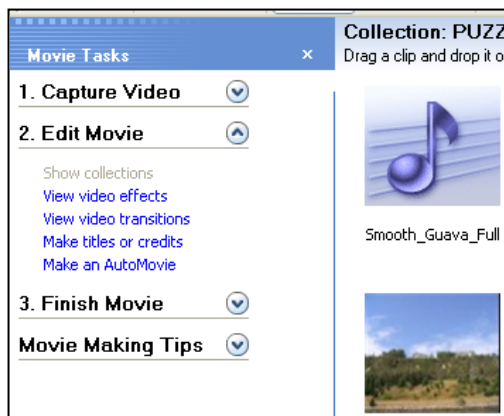 Movie Tasks
1. Capture Video
2. Edit Movie
Show collections
View video effects
View video transitions
Make titles or credits
Make an AutoMovie
3. Finish Movie
Movie Making Tips
Collection: PUZZ
Drag a clip and drop it o
Smooth_Guava_Full